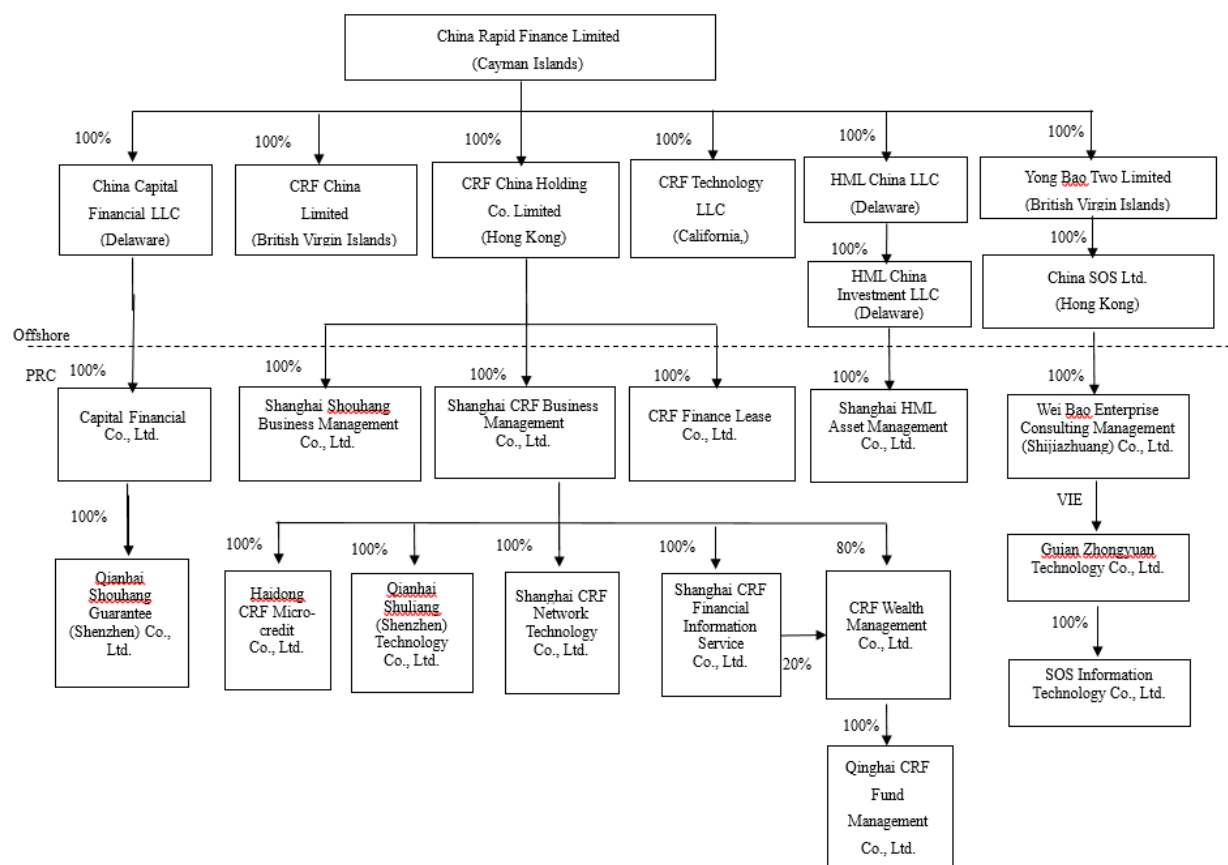 China Rapid Finance Limited
(Cayman Islands)
100%
100%
100%
100%
100%
100%
China Capital
Financial LLC
(Delaware)
CRF China
Limited
(British Virgin Islands)
CRF China Holding
Co. Limited
(Hong Kong)
CRF Technology
LLC
(California,)
HML China LLC
(Delaware)
Yong Bao Two Limited
(British Virgin Islands)
100%
100%
HML China
Investment LLC
(Delaware)
China SOS Ltd.
(Hong Kong)
Offshore
PRC
100%
100%
100%
100%
100%
100%
Capital Financial
Co., Ltd.
Shanghai Shouhang
Business Management
Co., Ltd.
Shanghai CRF Business
Management
Co., Ltd.
CRF Finance Lease
Co., Ltd.
Shanghai HML
Asset Management
Co., Ltd.
Wei Bao Enterprise
Consulting Management
(Shijiazhuang) Co., Ltd.
VIE
100%
100%
100%
100%
100%
80%
Qianhai
Shouhang
Guarantee
(Shenzhen) Co.,
Ltd.
Haidong
CRF Micro-
credit
Co., Ltd.
Qianhai
Shuliang
(Shenzhen)
Technology
Co., Ltd.
Shanghai CRF
Network
Technology
Co., Ltd.
Shanghai CRF
Financial
Information
Service
Co., Ltd.
20%
CRF Wealth
Management
Co., Ltd.
Guian Zhongyuan
Technology Co., Ltd.
100%
SOS Information
Technology Co., Ltd.
100%
Qinghai CRF
Fund
Management
Co., Ltd.